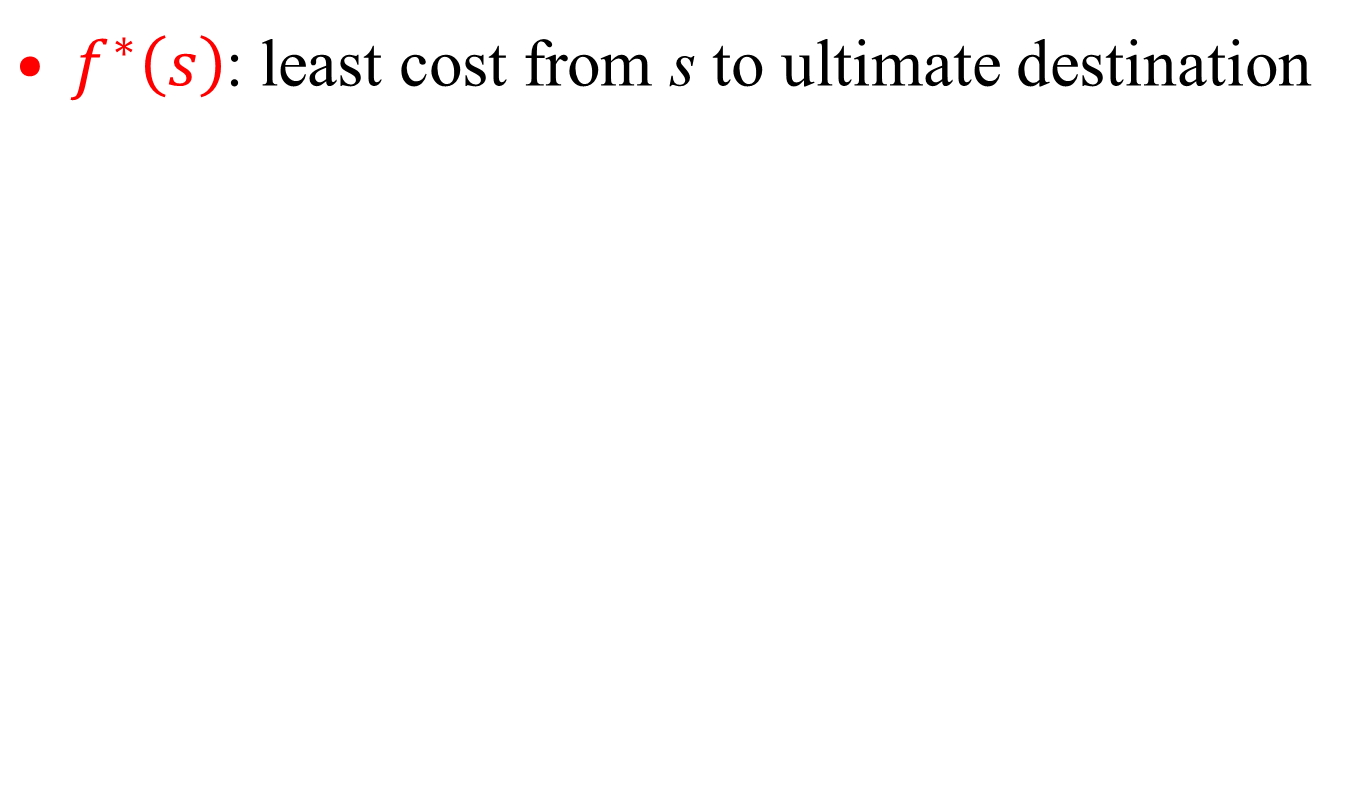 • f*(s): least cost from s to ultimate destination